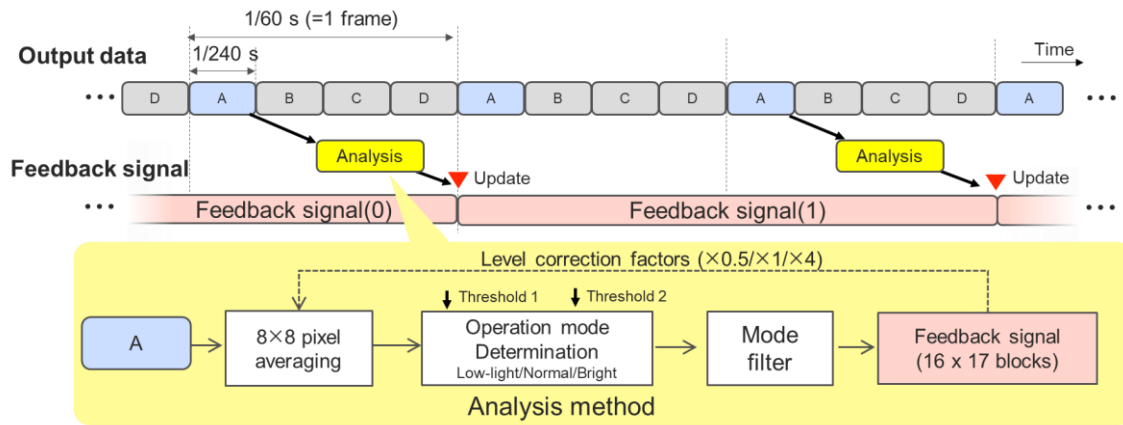 1/60 s (=1 frame)
Output data
1/240 s
Time
••• D A B C D A B C D A B C D A •••
Analysis
Analysis
Feedback signal
Update
Update
••• Feedback signal(0) Feedback signal(1) •••
Level correction factors (×0.5/×1/×4)
Threshold 1
Threshold 2
A
8×8 pixel
averaging
Operation mode
Determination
Low-light/Normal/Bright
Mode
filter
Feedback signal
(16 x 17 blocks)
Analysis method